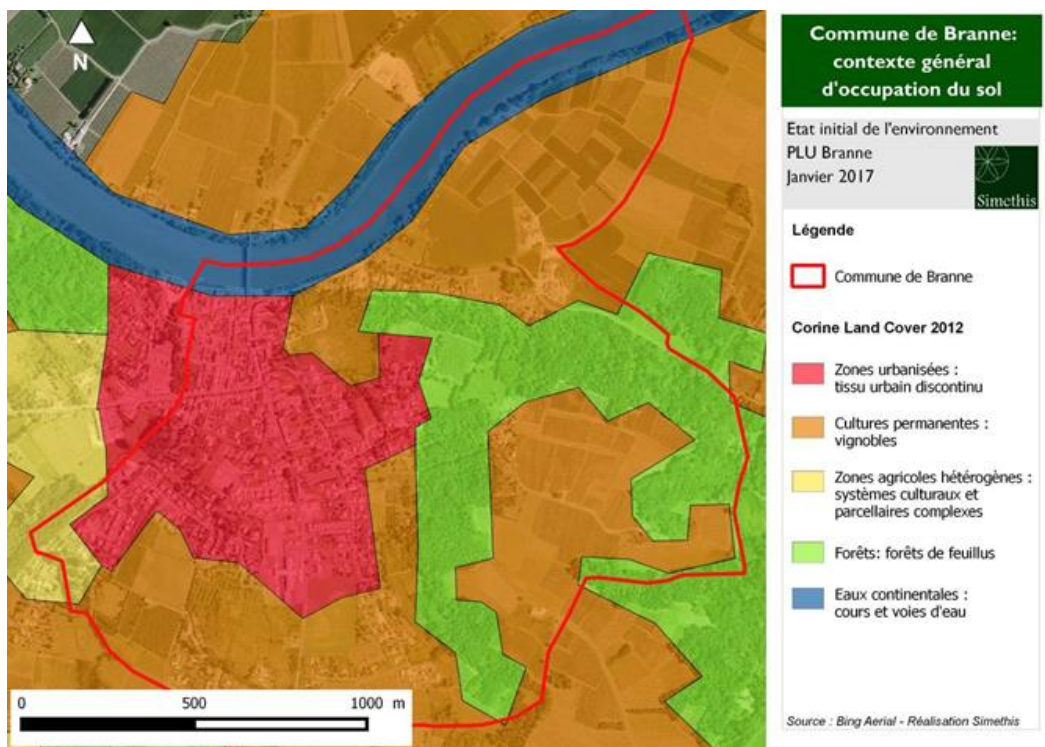 N
Commune de Branne:
contexte général
d'occupation du sol
Etat initial de l'environnement
PLU Branne
Janvier 2017
Simethis
Légende
Commune de Branne
Corine Land Cover 2012
Zones urbanisées :
tissu urbain discontinu
Cultures permanentes :
vignobles
Zones agricoles hétérogènes :
systèmes culturaux et
parcellaires complexes
Forêts: forêts de feuillus
Eaux continentales :
cours et voies d'eau
0 500 1000 m
Source : Bing Aerial - Réalisation Simethis